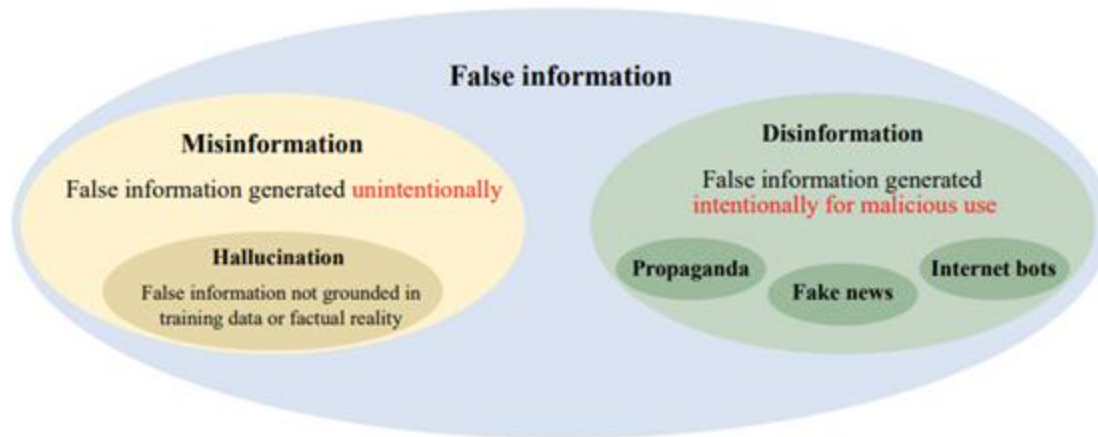 False information
Misinformation
False information generated unintentionally
Hallucination
False information not grounded in
training data or factual reality
Disinformation
False information generated
intentionally for malicious use
Propaganda
Fake news
Internet bots